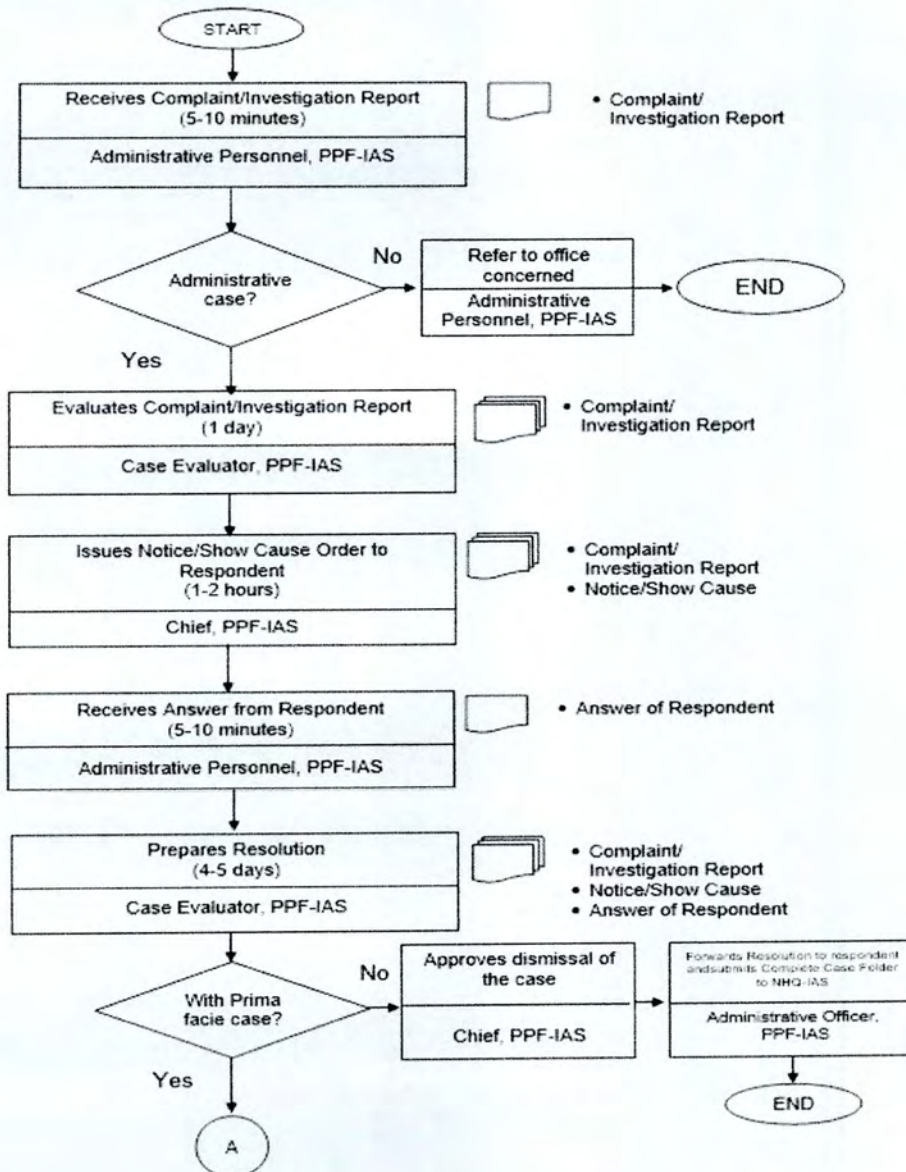 START
Receives Complaint/Investigation Report
(5-10 minutes)
Administrative Personnel, PPF-IAS
• Complaint/
Investigation Report
Administrative
case?
No
Refer to office
concerned
Administrative
Personnel, PPF-IAS
END
Yes
Evaluates Complaint/Investigation Report
(1 day)
Case Evaluator, PPF-IAS
• Complaint/
Investigation Report
Issues Notice/Show Cause Order to
Respondent
(1-2 hours)
Chief, PPF-IAS
• Complaint/
Investigation Report
• Notice/Show Cause
Receives Answer from Respondent
(5-10 minutes)
Administrative Personnel, PPF-IAS
• Answer of Respondent
Prepares Resolution
(4-5 days)
Case Evaluator, PPF-IAS
• Complaint/
Investigation Report
• Notice/Show Cause
• Answer of Respondent
With Prima
facie case?
No
Approves dismissal of
the case
Chief, PPF-IAS
Forwards Resolution to respondent
andsubmits Complete Case Folder
to NHQ-IAS
Administrative Officer,
PPF-IAS
END
Yes
A